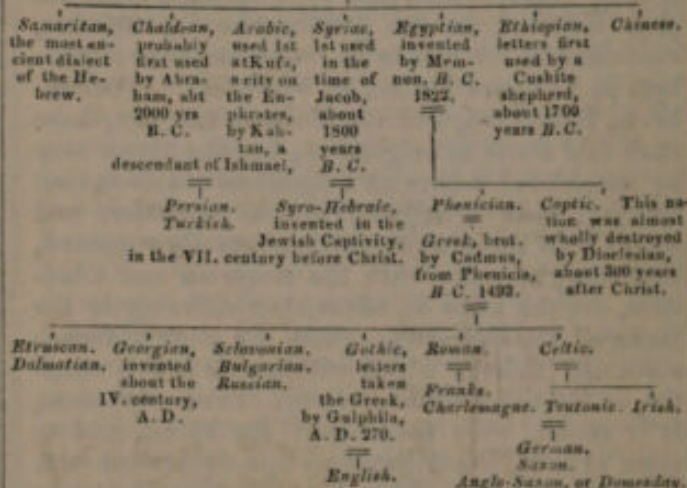 Samaritan,
the most an-
cient dialect
of the He-
brew.
Chaldean,
probably
first used
by Abra-
ham, abt
2000 yrs
B. C.
Arabic,
used 1st
at Kufa,
a city on
the Eu-
phrates,
by Kah-
tan, a
descendant of Ishmael,
Syriac,
1st used
in the
time of
Jacob,
about
1800
years
B. C.
Egyptian,
invented
by Mem-
non, B. C.
1822.
Ethiopian,
letters first
used by a
Cushite
shepherd,
about 1700
years B. C.
Chinese.
Persian.
Turkish.
Syro-Hebraic,
invented in the
Jewish Captivity,
in the VII. century before Christ.
Phenician.
Greek, brot.
by Cadmus,
from Phenicia,
B C. 1493.
Coptic. This na-
tion was almost
wholly destroyed
by Dioclesian,
about 300 years
after Christ.
Etruscan.
Dalmatian.
Georgian,
invented
about the
IV. century,
A. D.
Sclavonian.
Bulgarian.
Russian.
Gothic,
letters
taken
the Greek,
by Gulphila,
A. D. 270.
English.
Roman.
Franks.
Charlemagne.
Celtic.
Teutonic. Irish.
German,
Saxon.
Anglo-Saxon, or Domesday.